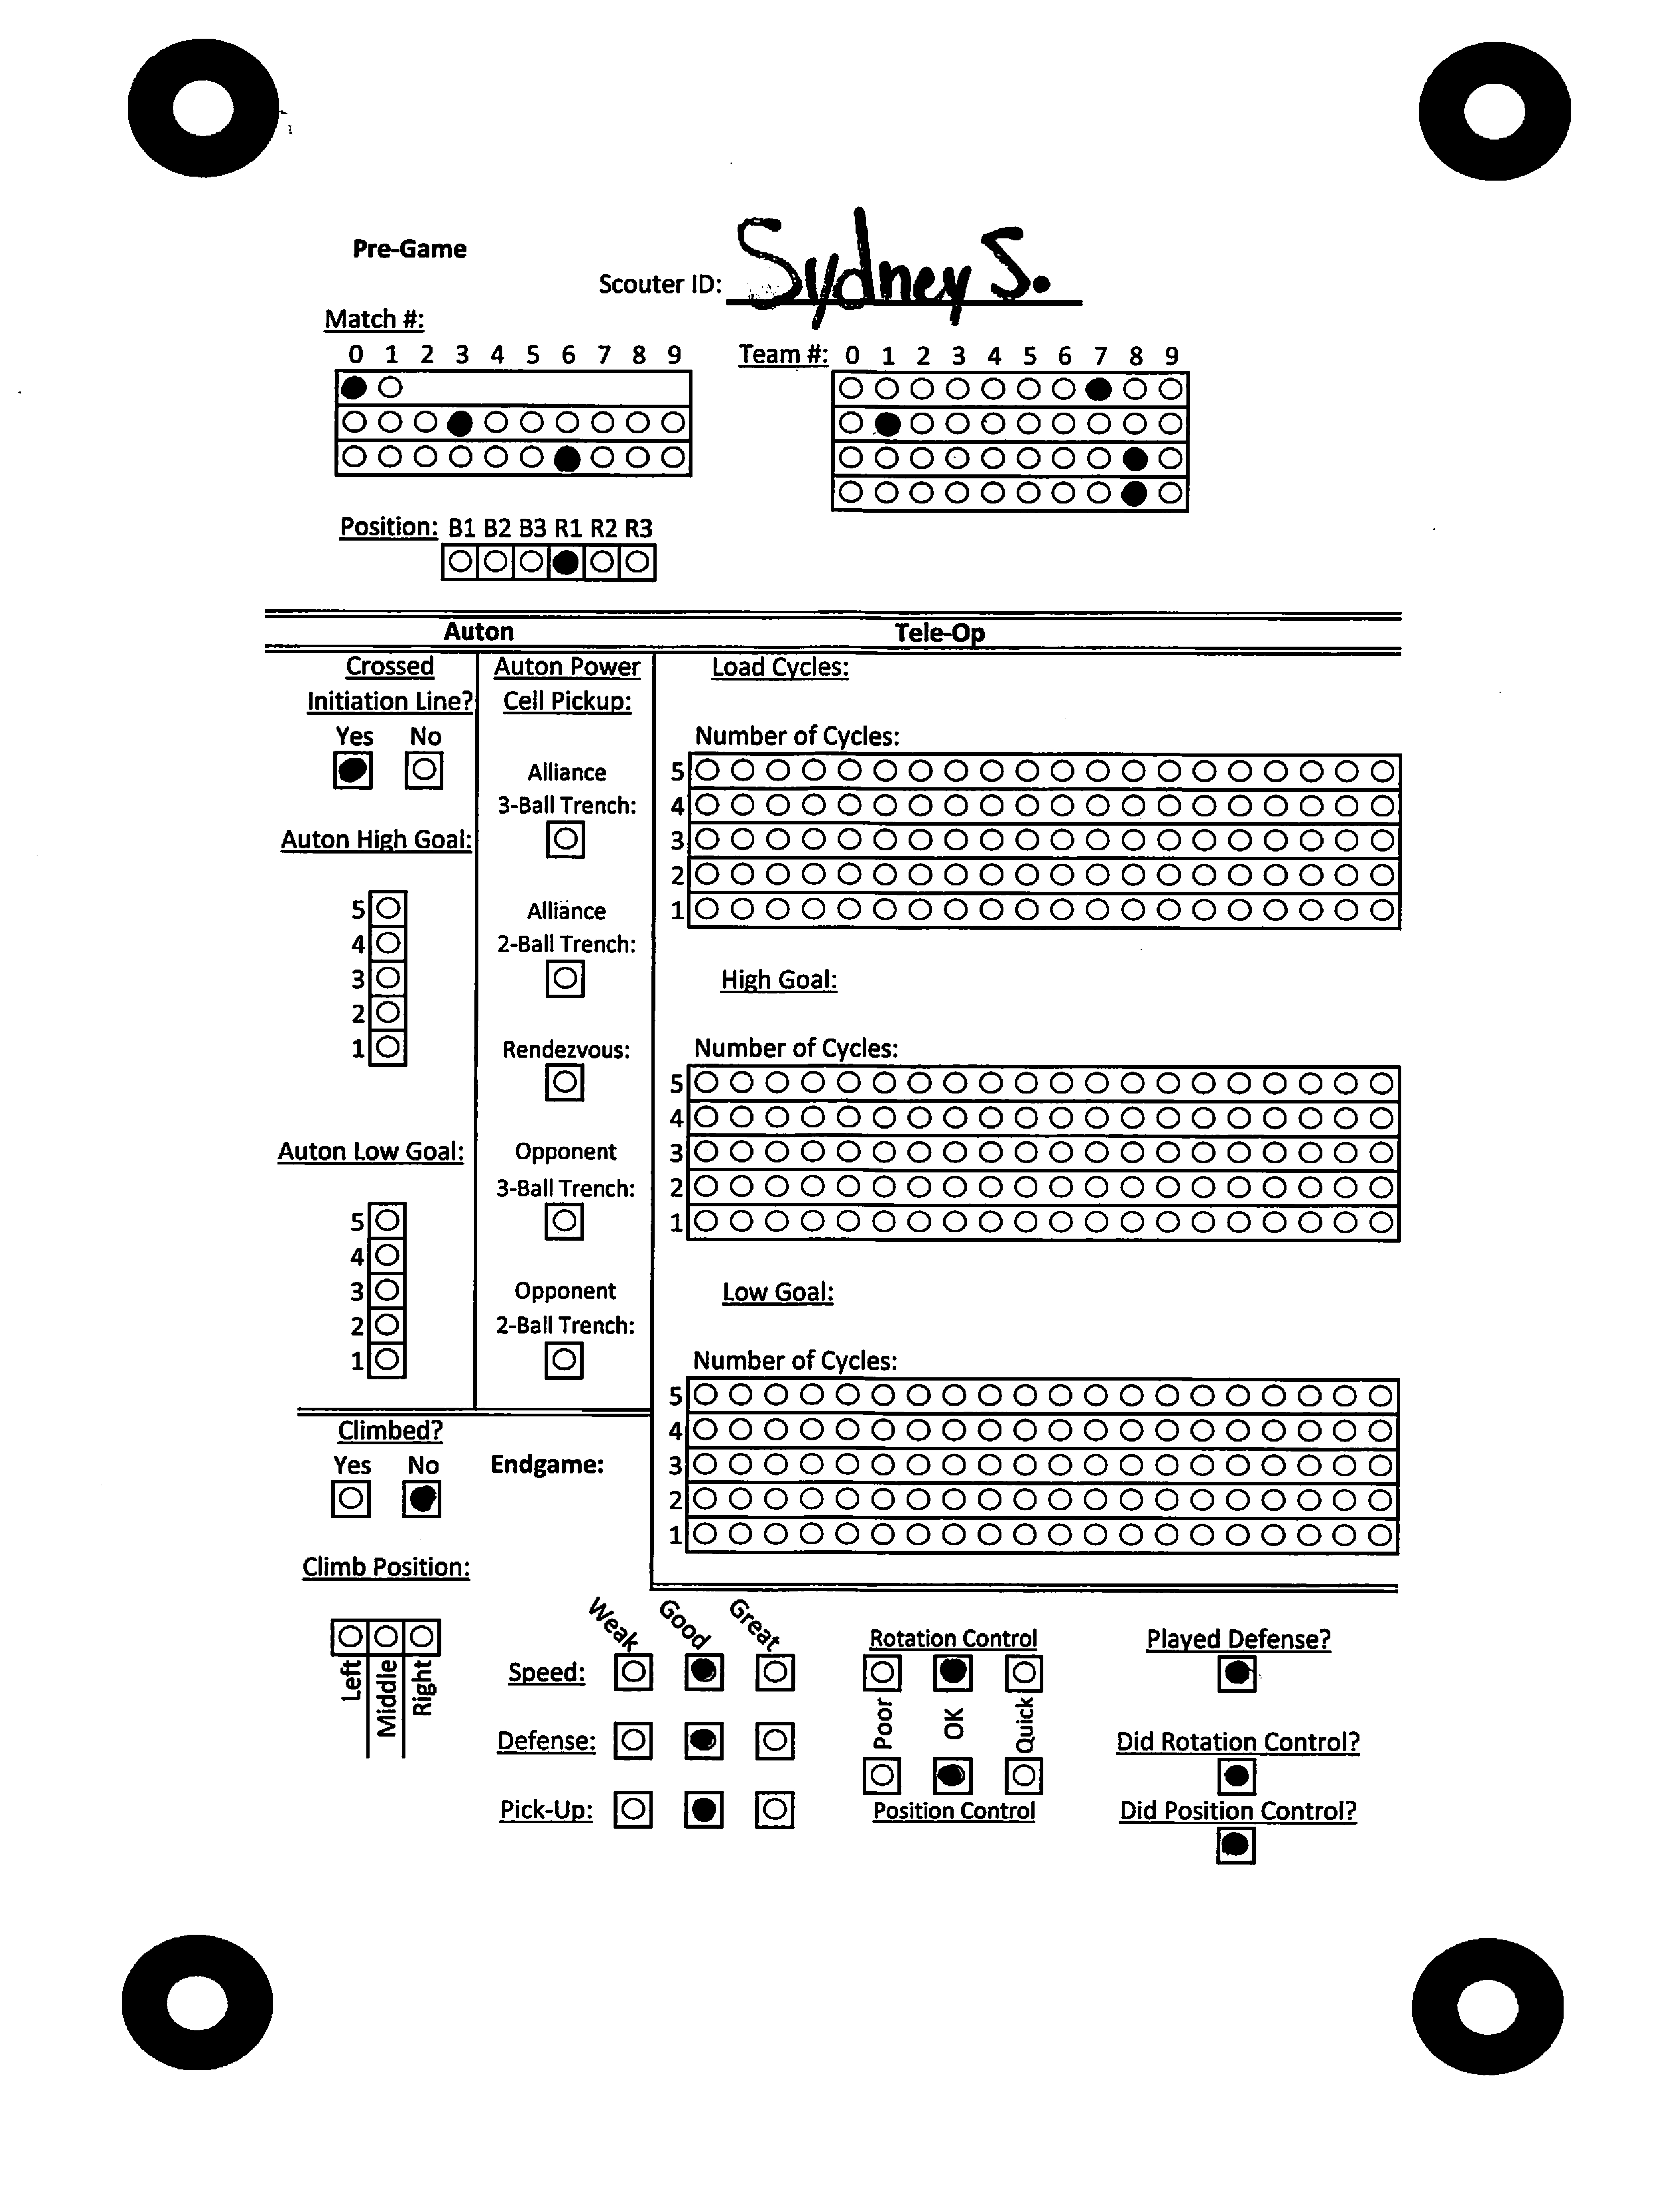 Pre-Game
Scouter ID: Sydney S.
Match #:
0 1 2 3 4 5 6 7 8 9
Team #: 0 1 2 3 4 5 6 7 8 9
Position: B1 B2 B3 R1 R2 R3
Auton
Tele-Op
Crossed
Initiation Line?
Yes No
Auton High Goal:
5
4
3
2
1
Auton Low Goal:
5
4
3
2
1
Auton Power
Cell Pickup:
Alliance
3-Ball Trench:
Alliance
2-Ball Trench:
Rendezvous:
Opponent
3-Ball Trench:
Opponent
2-Ball Trench:
Load Cycles:
Number of Cycles:
5
4
3
2
1
High Goal:
Number of Cycles:
5
4
3
2
1
Low Goal:
Number of Cycles:
5
4
3
2
1
Climbed?
Yes No
Endgame:
Climb Position:
Left
Middle
Right
Weak
Good
Great
Speed:
Defense:
Pick-Up:
Rotation Control
Poor
OK
Quick
Position Control
Played Defense?
Did Rotation Control?
Did Position Control?